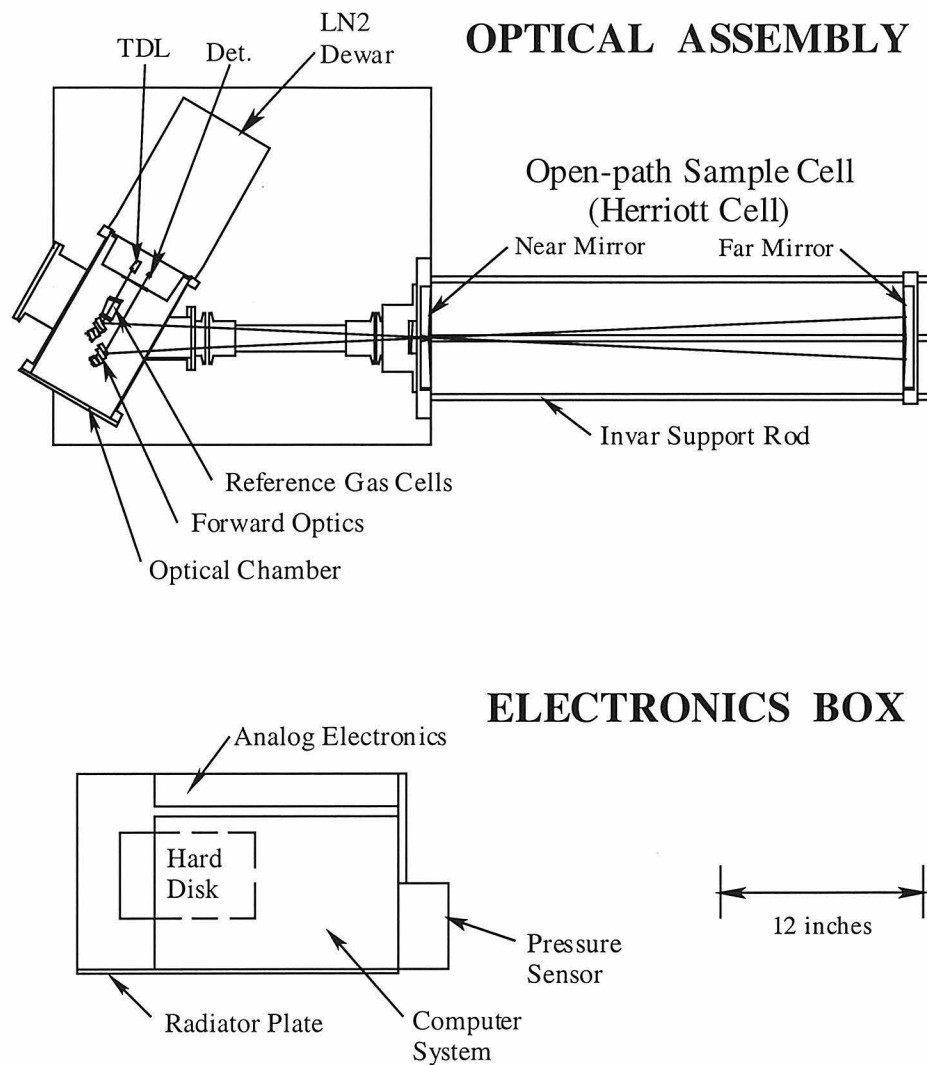 OPTICAL ASSEMBLY
LN2
Dewar
TDL
Det.
Open-path Sample Cell
(Herriott Cell)
Near Mirror
Far Mirror
Invar Support Rod
Reference Gas Cells
Forward Optics
Optical Chamber
ELECTRONICS BOX
Analog Electronics
Hard
Disk
12 inches
Pressure
Sensor
Radiator Plate
Computer
System